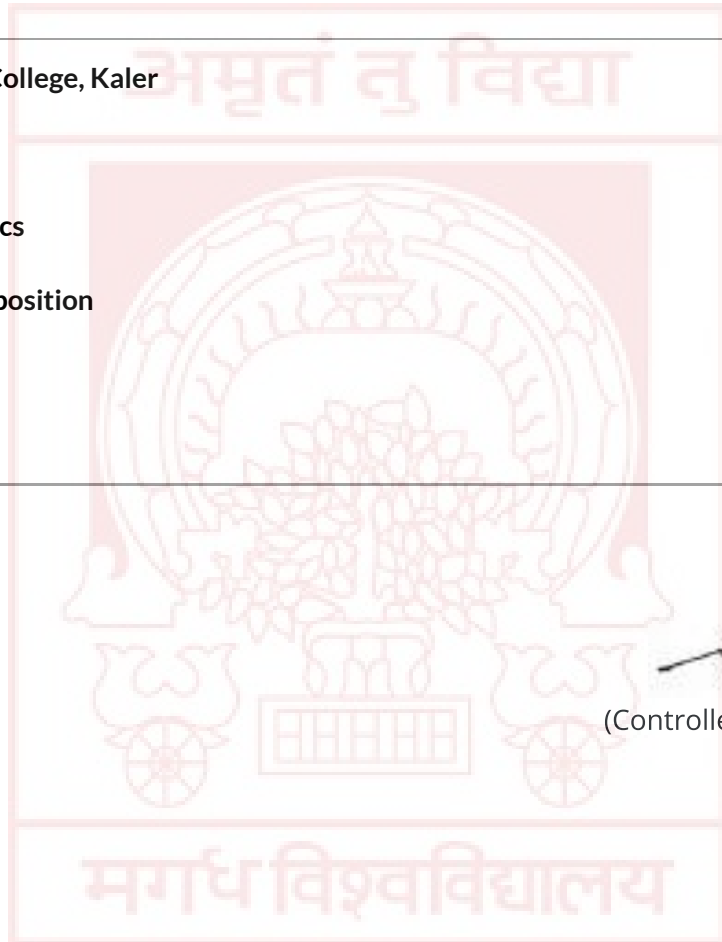 अमृतं तु विद्या
College, Kaler
cs
position
(Controlle
मगध विश्वविद्यालय